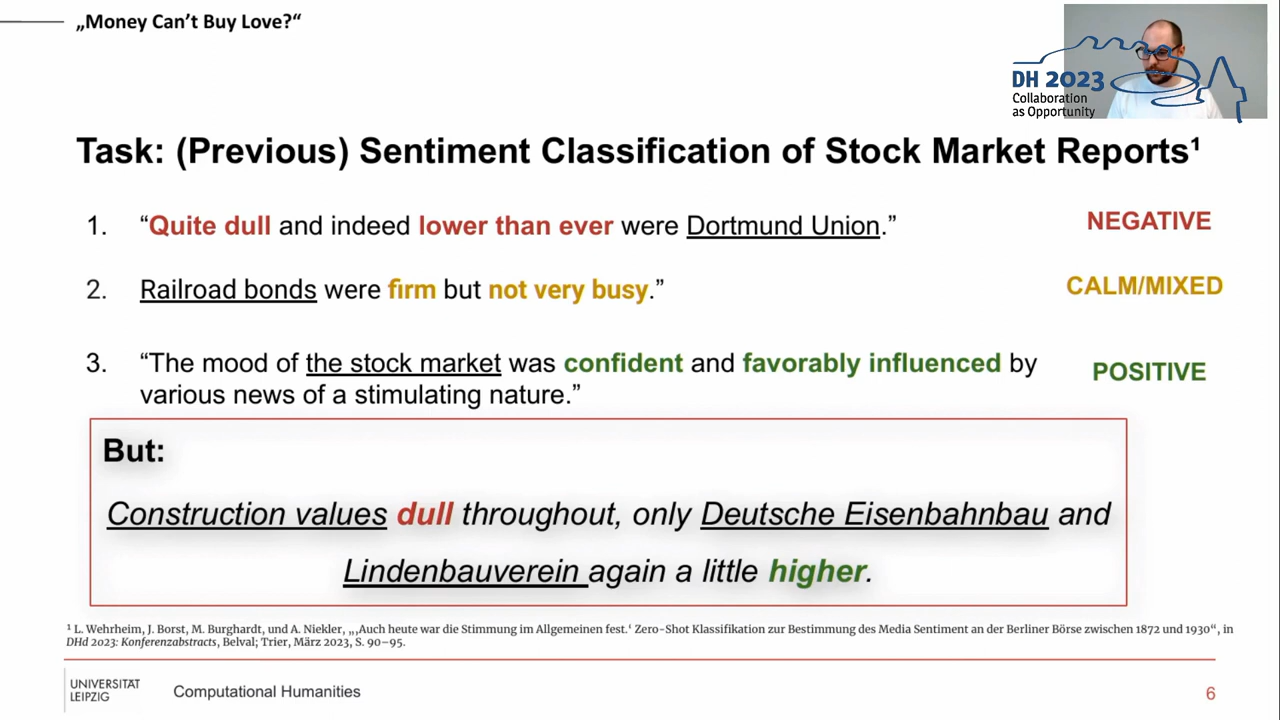 „Money Can’t Buy Love?“
DH 2023
Collaboration
as Opportunity
Task: (Previous) Sentiment Classification of Stock Market Reports¹
1. “Quite dull and indeed lower than ever were Dortmund Union.” NEGATIVE
2. Railroad bonds were firm but not very busy.” CALM/MIXED
3. “The mood of the stock market was confident and favorably influenced by
various news of a stimulating nature.” POSITIVE
But:
Construction values dull throughout, only Deutsche Eisenbahnbau and
Lindenbauverein again a little higher.
¹ L. Wehrheim, J. Borst, M. Burghardt, und A. Niekler, „‚Auch heute war die Stimmung im Allgemeinen fest.‘ Zero-Shot Klassifikation zur Bestimmung des Media Sentiment an der Berliner Börse zwischen 1872 und 1930“, in
DHd 2023: Konferenzabstracts, Belval; Trier, März 2023, S. 90–95.
UNIVERSITÄT
LEIPZIG
Computational Humanities
6